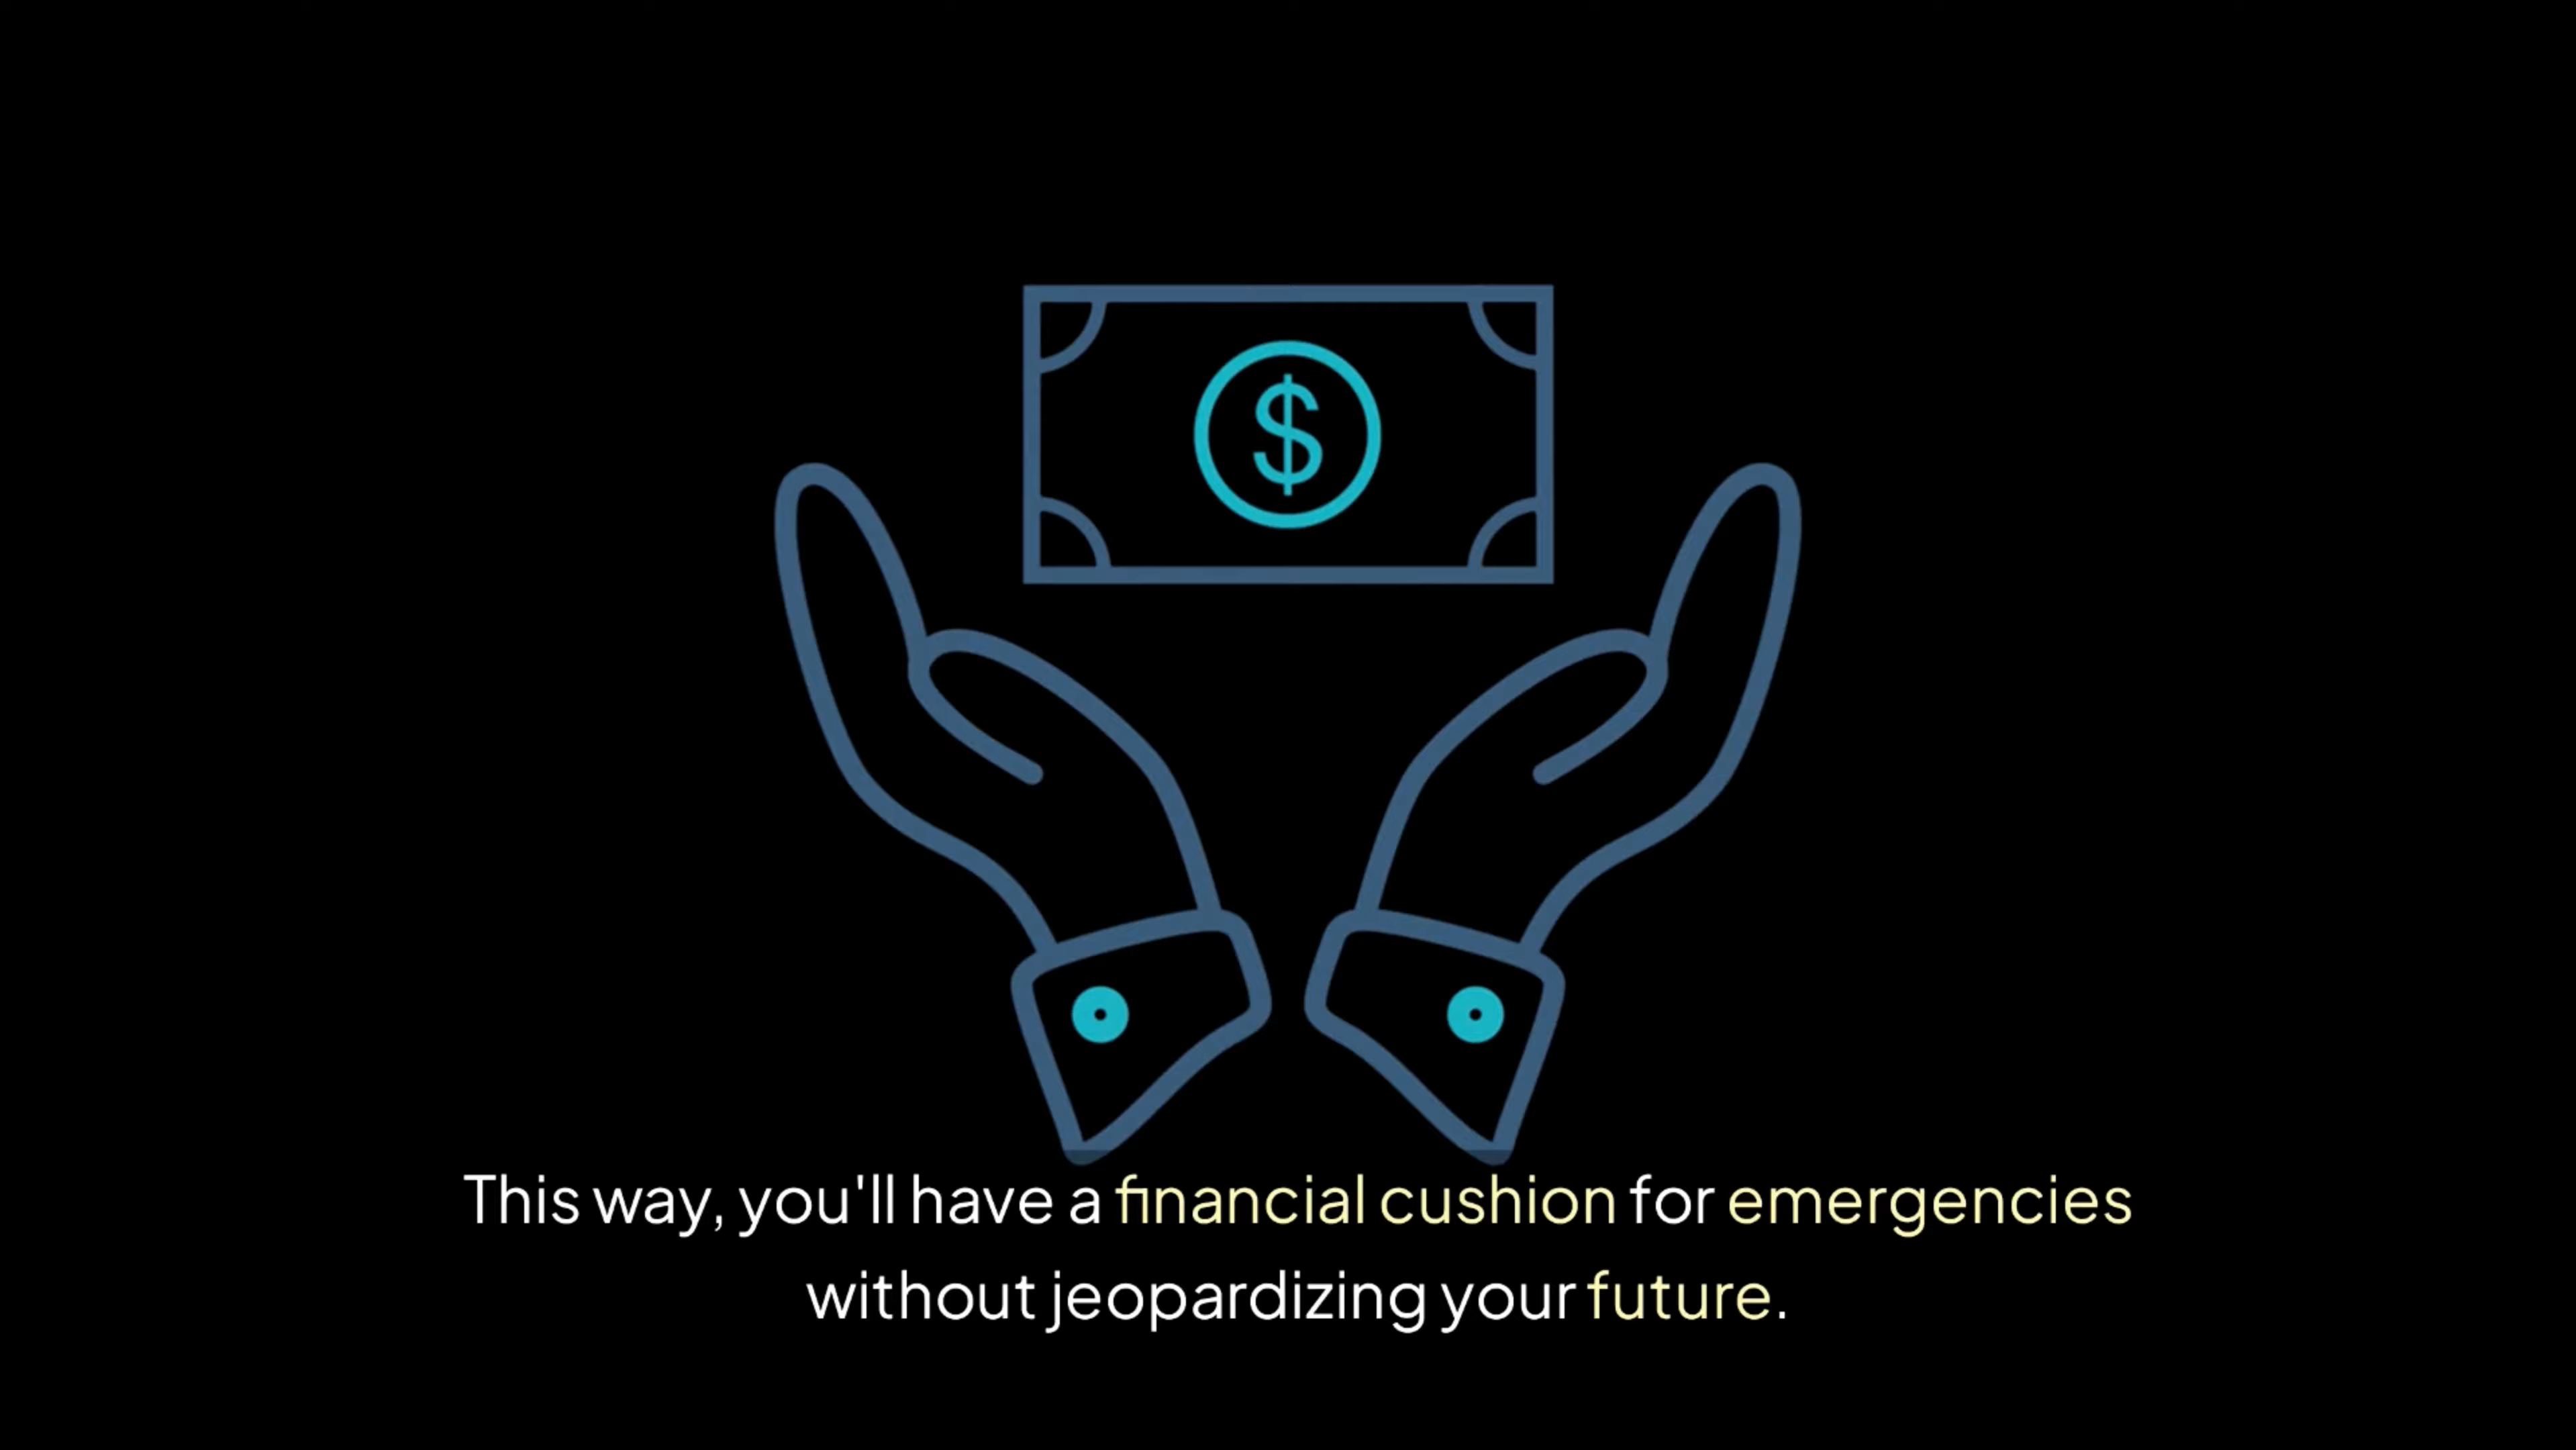 $
This way, you'll have a financial cushion for emergencies
without jeopardizing your future.